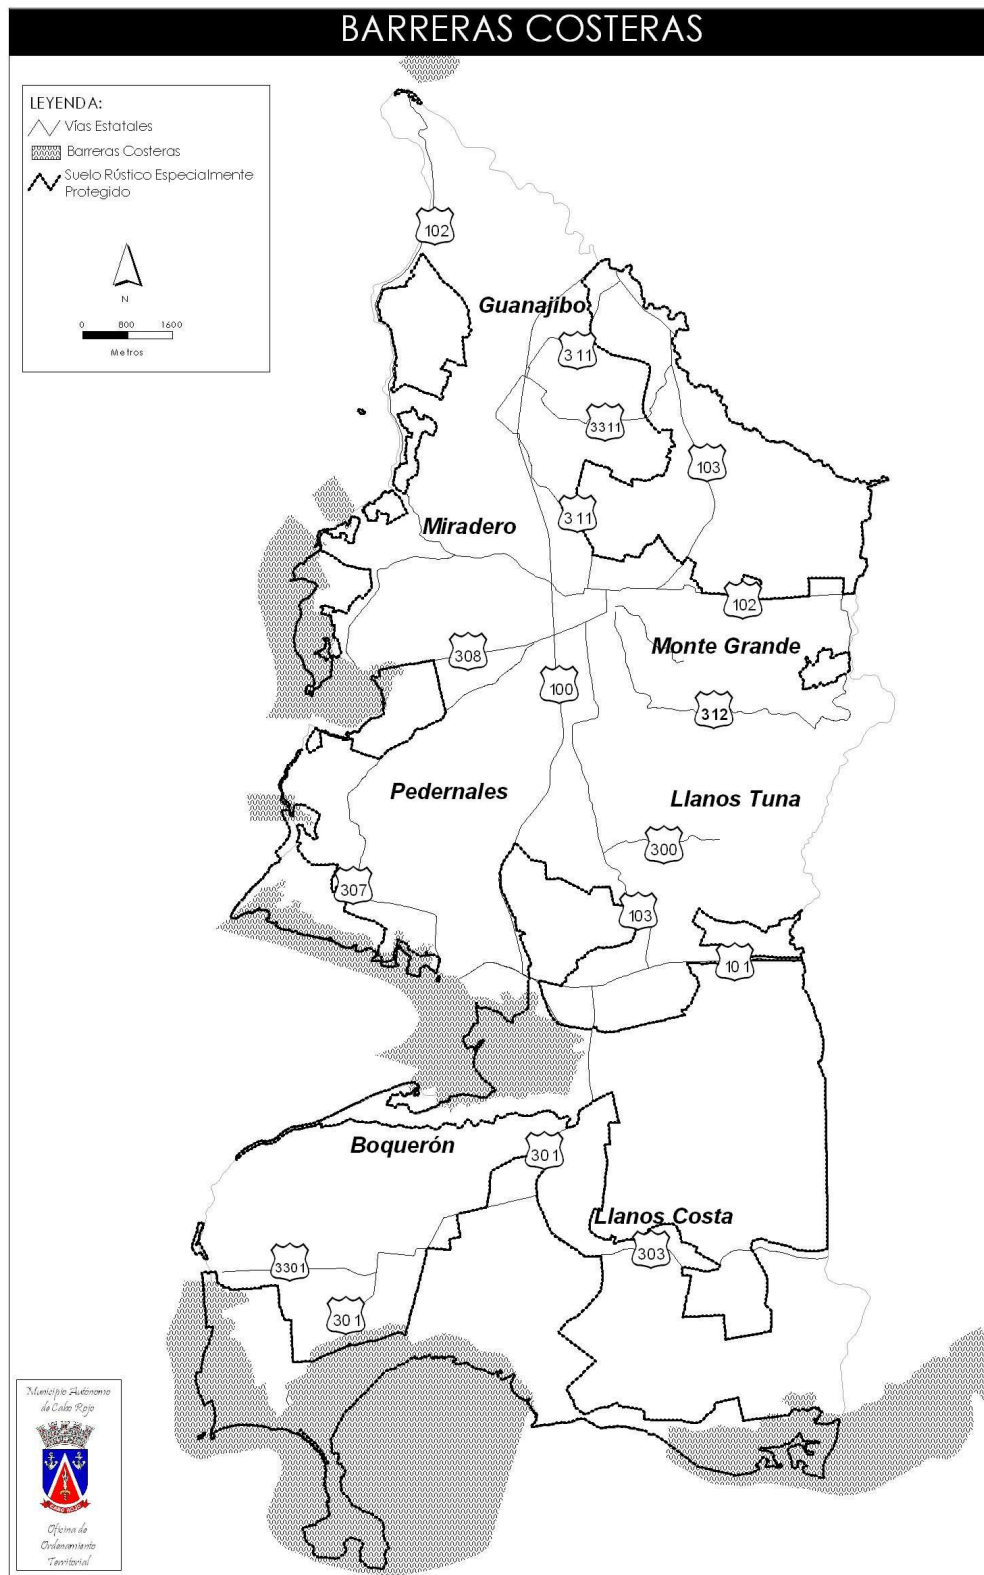 BARRERAS COSTERAS
LEYENDA:
Vías Estatales
Barreras Costeras
Suelo Rústico Especialmente
Protegido
N
0 800 1600
Metros
102
Guanajibo
311
3311
103
311
Miradero
102
Monte Grande
308
100
312
Pedernales
Llanos Tuna
300
307
103
101
Boquerón
301
Llanos Costa
303
3301
301
Municipio Autónomo
de Cabo Rojo
CABO ROJO
Oficina de
Ordenamiento
Territorial